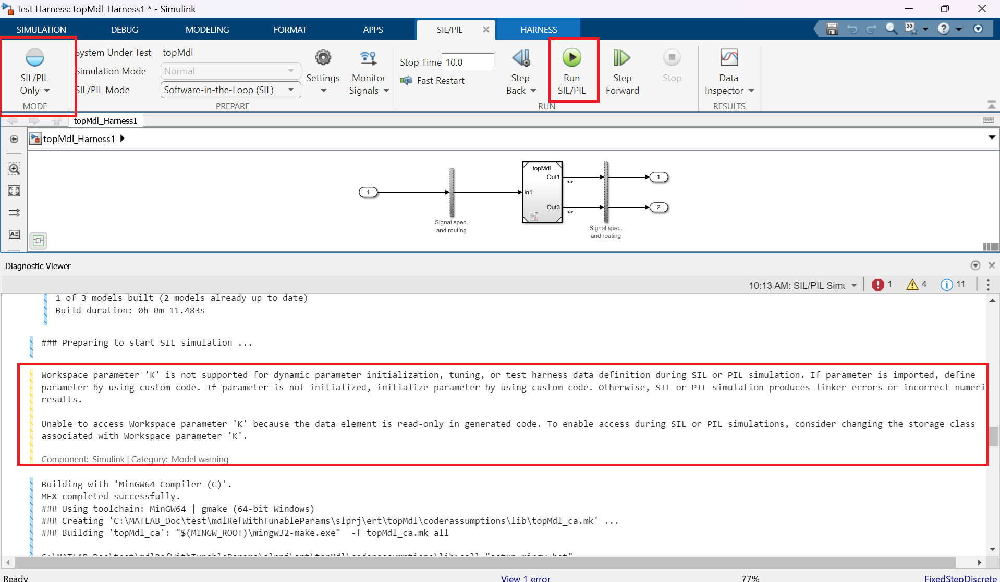 Test Harness: topMdl_Harness1 * - Simulink
SIMULATION DEBUG MODELING FORMAT APPS SIL/PIL HARNESS
SIL/PIL
Only
MODE
System Under Test topMdl
Simulation Mode Normal
SIL/PIL Mode Software-in-the-Loop (SIL)
PREPARE
Settings
Monitor
Signals
Stop Time 10.0
Fast Restart
Step
Back
Run
SIL/PIL
Step
Forward
Stop
RUN
Data
Inspector
RESULTS
topMdl_Harness1
topMdl_Harness1
topMdl
1
In1
Out1
<>
1
Out3
<>
2
Signal spec.
and routing
Signal spec.
and routing
Diagnostic Viewer
10:13 AM: SIL/PIL Simu 1 4 11
1 of 3 models built (2 models already up to date)
Build duration: 0h 0m 11.483s
### Preparing to start SIL simulation ...
Workspace parameter 'K' is not supported for dynamic parameter initialization, tuning, or test harness data definition during SIL or PIL simulation. If parameter is imported, define
parameter by using custom code. If parameter is not initialized, initialize parameter by using custom code. Otherwise, SIL or PIL simulation produces linker errors or incorrect numeri
results.
Unable to access Workspace parameter 'K' because the data element is read-only in generated code. To enable access during SIL or PIL simulations, consider changing the storage class
associated with Workspace parameter 'K'.
Component: Simulink | Category: Model warning
Building with 'MinGW64 Compiler (C)'.
MEX completed successfully.
### Using toolchain: MinGW64 | gmake (64-bit Windows)
### Creating 'C:\MATLAB_Doc\test\mdlRefWithTunableParams\slprj\ert\topMdl\coderassumptions\lib\topMdl_ca.mk' ...
### Building 'topMdl_ca': "$(MINGW_ROOT)\mingw32-make.exe" -f topMdl_ca.mk all
Ready View 1 error 77% FixedStepDiscrete